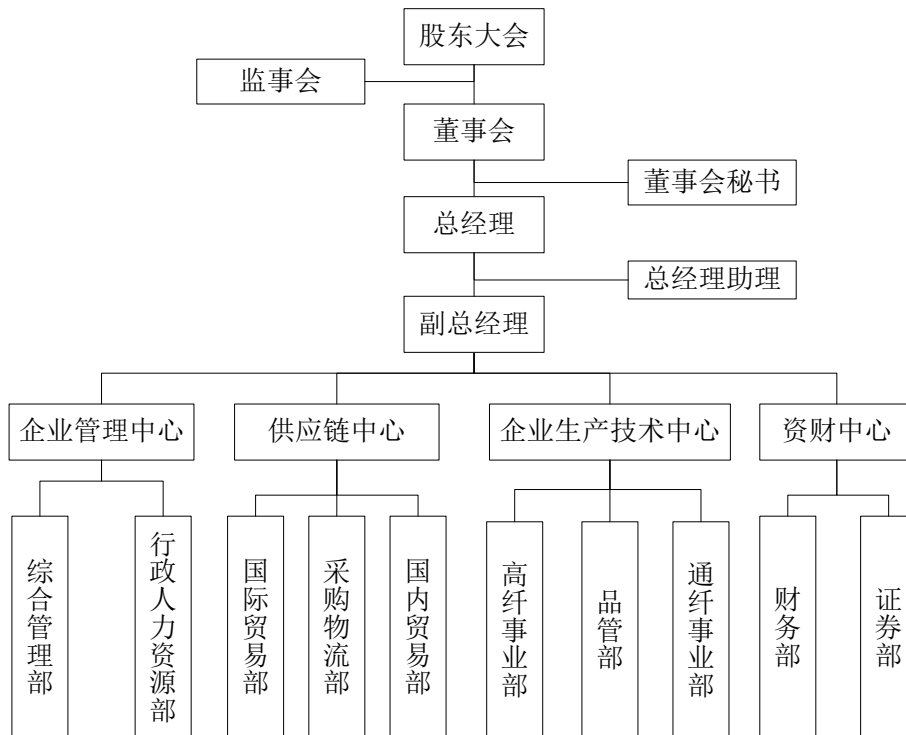 股东大会
监事会
董事会
董事会秘书
总经理
总经理助理
副总经理
企业管理中心
供应链中心
企业生产技术中心
资财中心
综合管理部
行政人力资源部
国际贸易部
采购物流部
国内贸易部
高纤事业部
品管部
通纤事业部
财务部
证券部